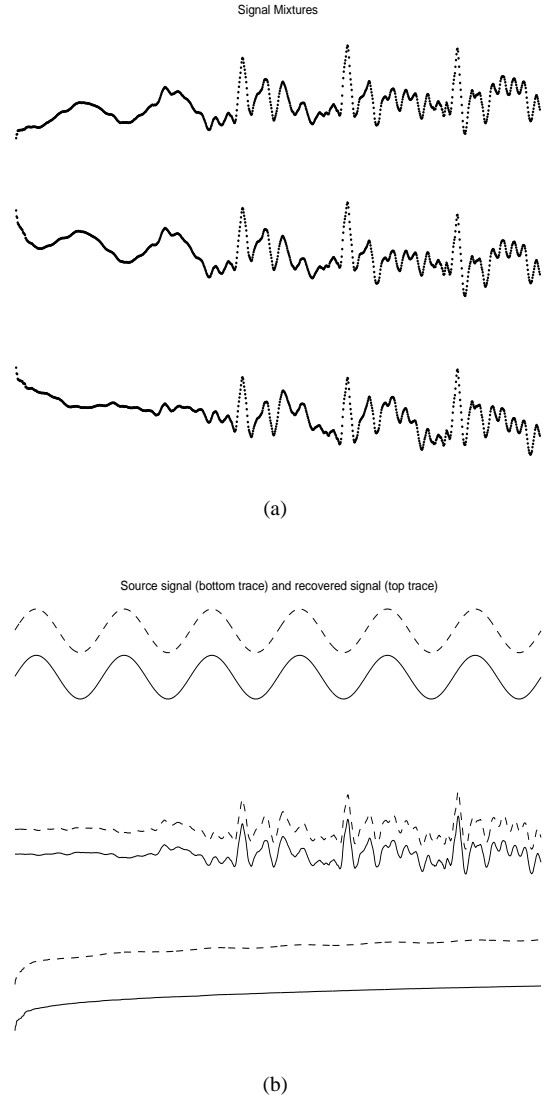 Signal Mixtures
(a)
Source signal (bottom trace) and recovered signal (top trace)
(b)